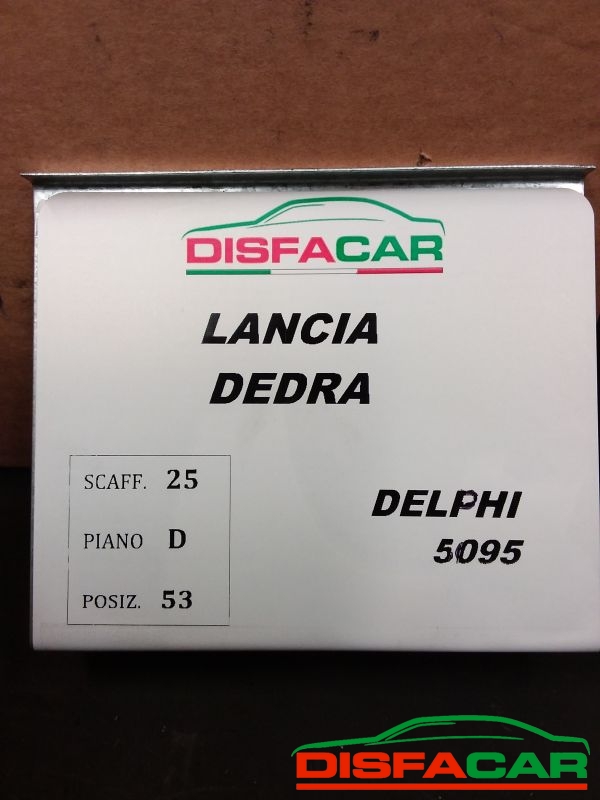 DISFACAR
LANCIA
DEDRA
SCAFF. 25
PIANO D
POSIZ. 53
DELPHI
5095
DISFACAR